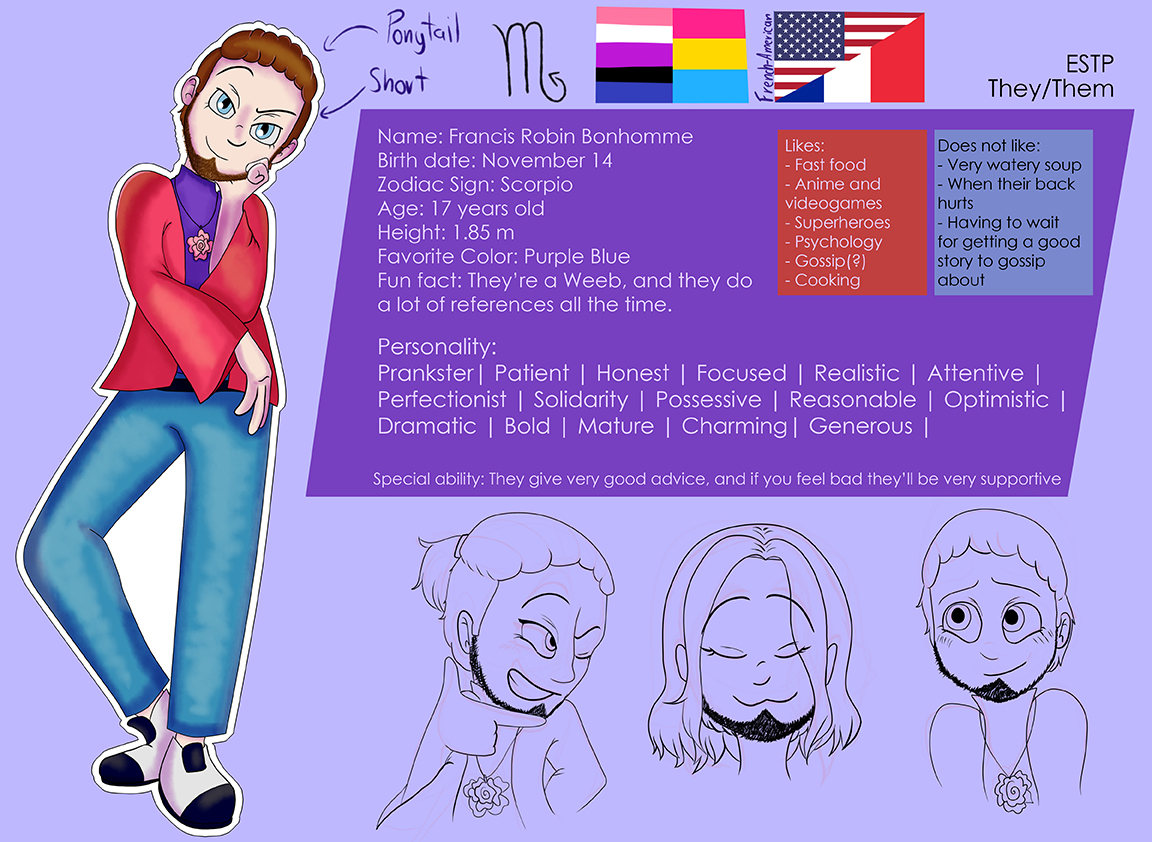 Ponytail
Short
French-American
ESTP
They/Them
Name: Francis Robin Bonhomme
Birth date: November 14
Zodiac Sign: Scorpio
Age: 17 years old
Height: 1.85 m
Favorite Color: Purple Blue
Fun fact: They're a Weeb, and they do
a lot of references all the time.
Likes:
- Fast food
- Anime and
videogames
- Superheroes
- Psychology
- Gossip(?)
- Cooking
Does not like:
- Very watery soup
- When their back
hurts
- Having to wait
for getting a good
story to gossip
about
Personality:
Prankster| Patient | Honest | Focused | Realistic | Attentive |
Perfectionist | Solidarity | Possessive | Reasonable | Optimistic |
Dramatic | Bold | Mature | Charming| Generous |
Special ability: They give very good advice, and if you feel bad they'll be very supportive